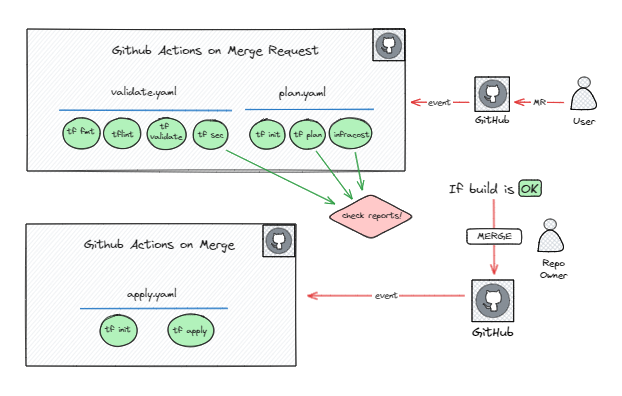 Github Actions on Merge Request
validate.yaml
plan.yaml
tf fmt
tflint
tf
validate
tf sec
tf init
tf plan
infracost
event
GitHub
MR
User
check reports!
If build is OK
MERGE
Repo
Owner
GitHub
event
Github Actions on Merge
apply.yaml
tf init
tf apply